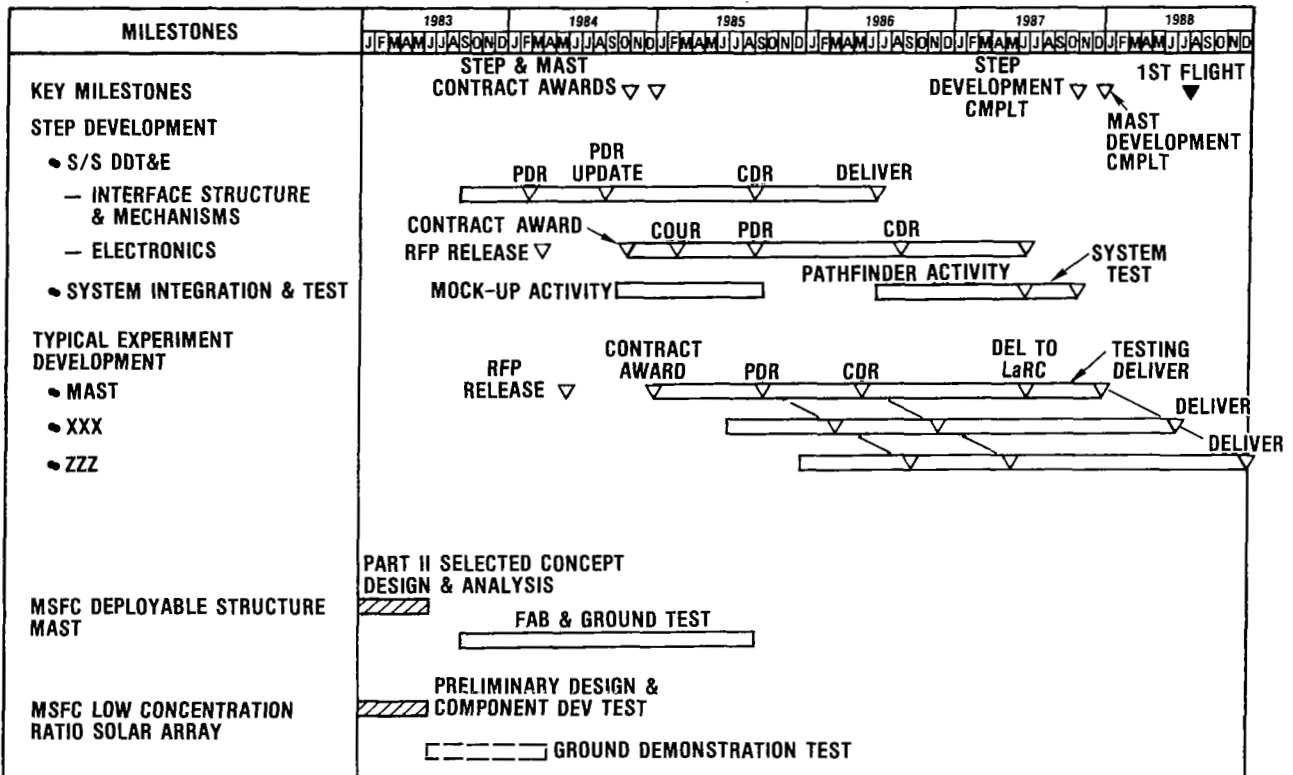 MILESTONES
1983 1984 1985 1986 1987 1988
J F M A M J J A S O N D J F M A M J J A S O N D J F M A M J J A S O N D J F M A M J J A S O N D J F M A M J J A S O N D J F M A M J J A S O N D
KEY MILESTONES
STEP & MAST
CONTRACT AWARDS
STEP
DEVELOPMENT
CMPLT
1ST FLIGHT
MAST
DEVELOPMENT
CMPLT
STEP DEVELOPMENT
• S/S DDT&E
— INTERFACE STRUCTURE
& MECHANISMS
PDR
PDR
UPDATE
CDR
DELIVER
— ELECTRONICS
RFP RELEASE
CONTRACT AWARD
COUR
PDR
CDR
• SYSTEM INTEGRATION & TEST
MOCK-UP ACTIVITY
PATHFINDER ACTIVITY
SYSTEM
TEST
TYPICAL EXPERIMENT
DEVELOPMENT
• MAST
RFP
RELEASE
CONTRACT
AWARD
PDR
CDR
DEL TO
LaRC
TESTING
DELIVER
• XXX
DELIVER
• ZZZ
DELIVER
MSFC DEPLOYABLE STRUCTURE
MAST
PART II SELECTED CONCEPT
DESIGN & ANALYSIS
FAB & GROUND TEST
MSFC LOW CONCENTRATION
RATIO SOLAR ARRAY
PRELIMINARY DESIGN &
COMPONENT DEV TEST
GROUND DEMONSTRATION TEST